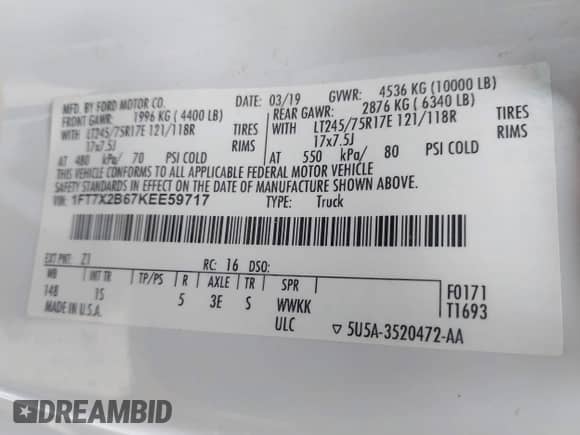 MFD. BY FORD MOTOR CO. DATE: 03/19 GVWR: 4536 KG (10000 LB)
FRONT GAWR: 1996 KG (4400 LB) REAR GAWR: 2876 KG (6340 LB)
WITH LT245/75R17E 121/118R TIRES WITH LT245/75R17E 121/118R TIRES
17x7.5J RIMS 17x7.5J RIMS
AT 480 kPa/ 70 PSI COLD AT 550 kPa/ 80 PSI COLD
THIS VEHICLE CONFORMS TO ALL APPLICABLE FEDERAL MOTOR VEHICLE
SAFETY STANDARDS IN EFFECT ON THE DATE OF MANUFACTURE SHOWN ABOVE.
VIN: 1FT7X2B67KEE59717 TYPE: Truck
EXT PNT: Z1 RC: 16 DSO:
WB INT TR TP/PS R AXLE TR SPR F0171
148 15 5 3E S WWKK T1693
MADE IN U.S.A. ULC ▽ 5U5A-3520472-AA
DREAMBID